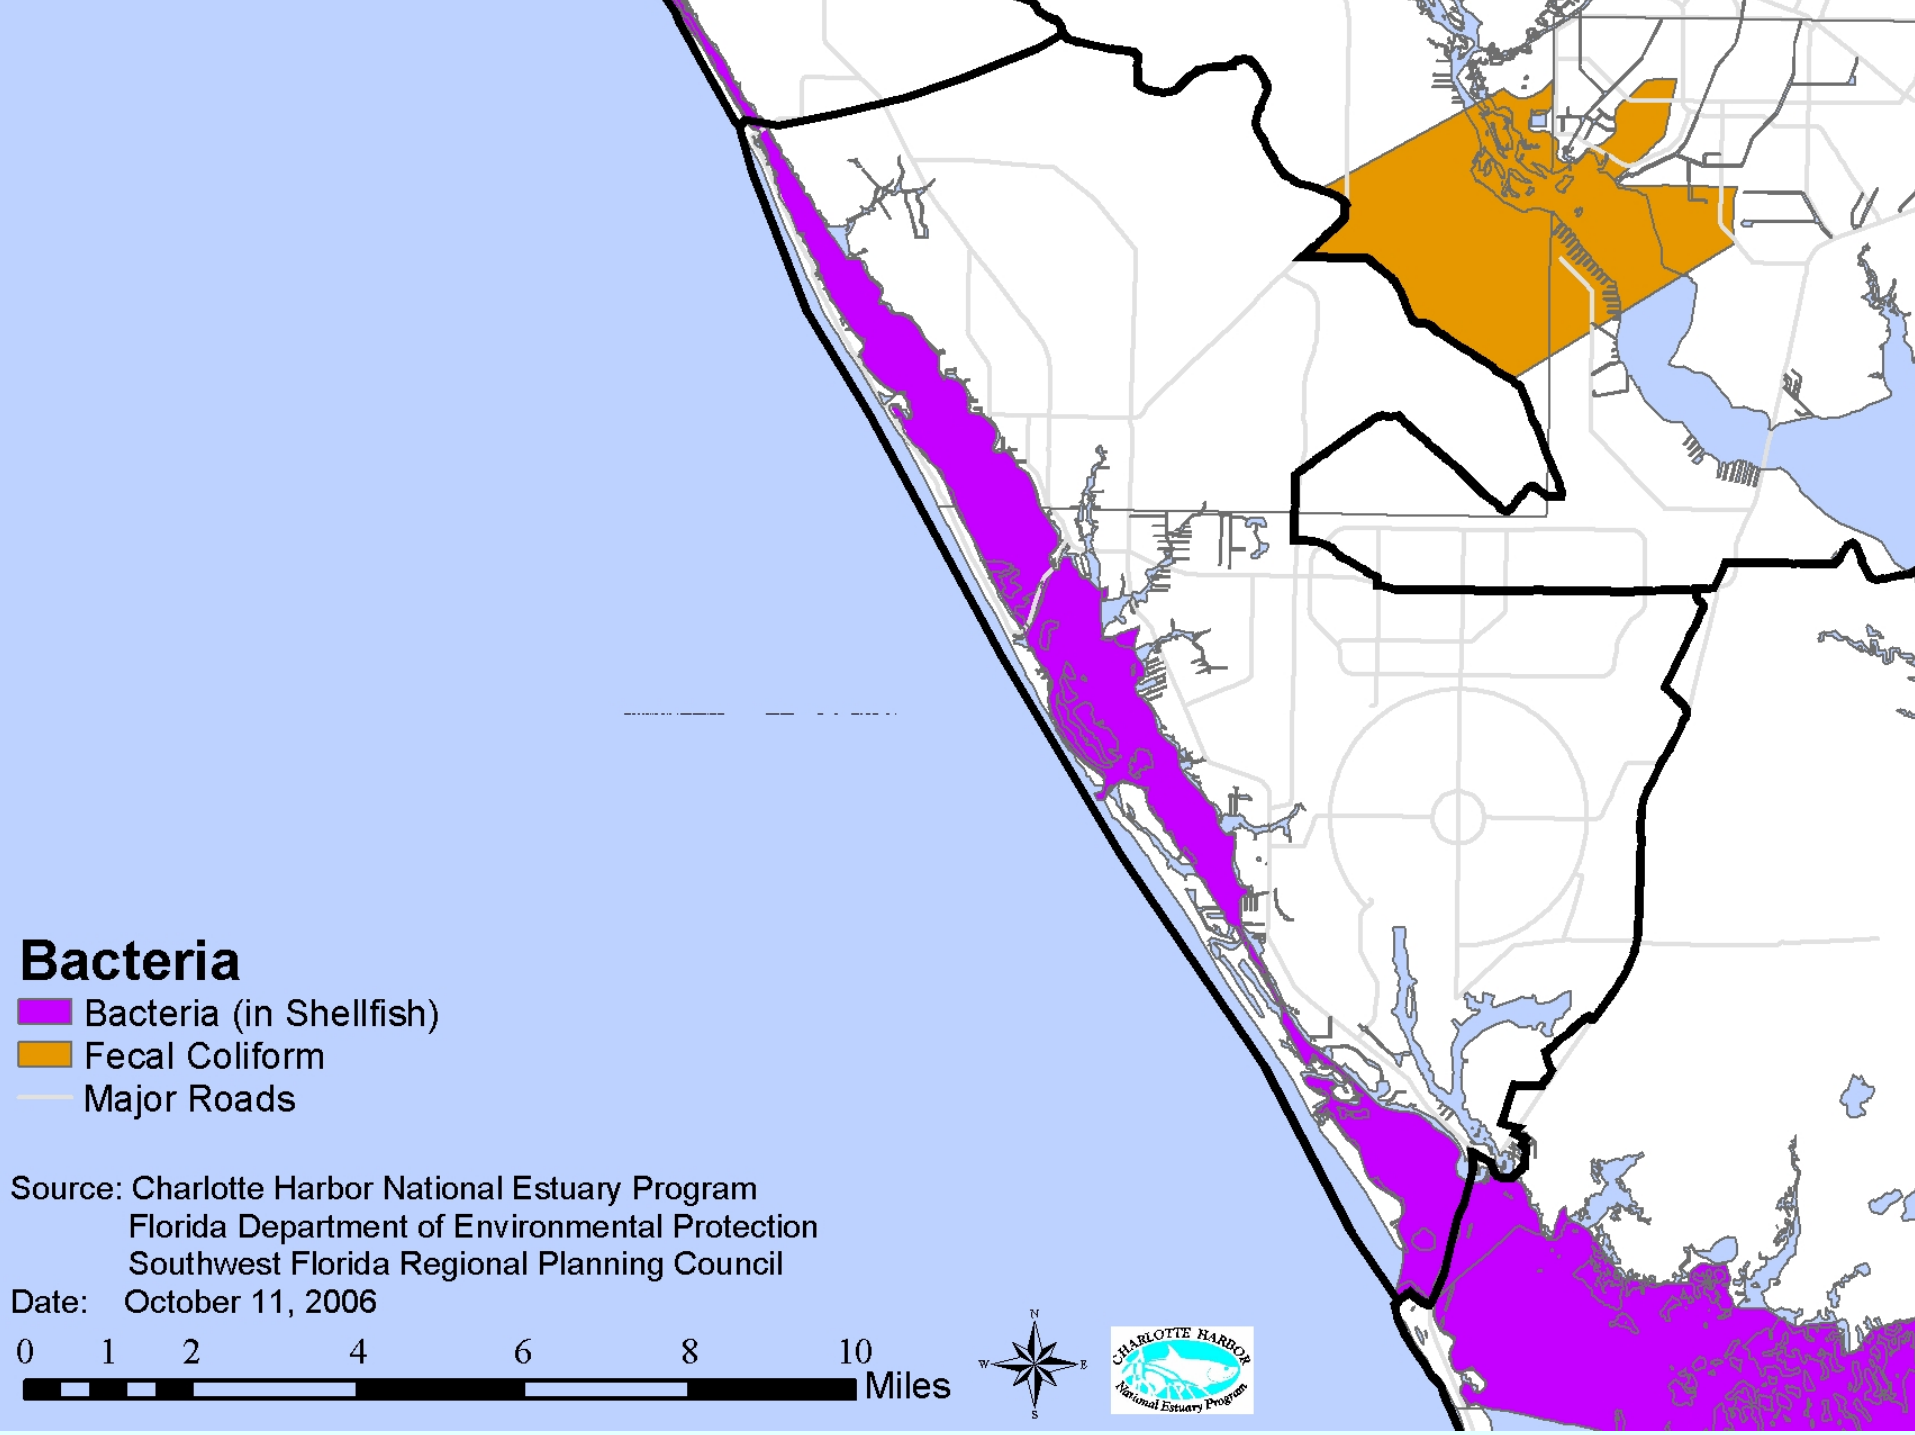 Bacteria
Bacteria (in Shellfish)
Fecal Coliform
Major Roads
Source: Charlotte Harbor National Estuary Program
Florida Department of Environmental Protection
Southwest Florida Regional Planning Council
Date: October 11, 2006
0 1 2 4 6 8 10
Miles
N
W E
S
CHARLOTTE HARBOR
National Estuary Program